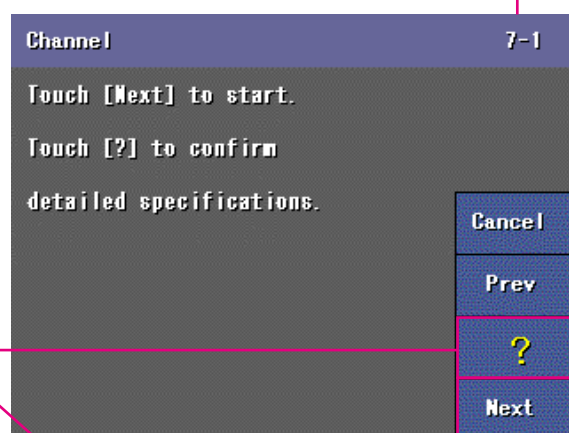 Channel 7-1
Touch [Next] to start.
Touch [?] to confirm
detailed specifications.
Cancel
Prev
?
Next